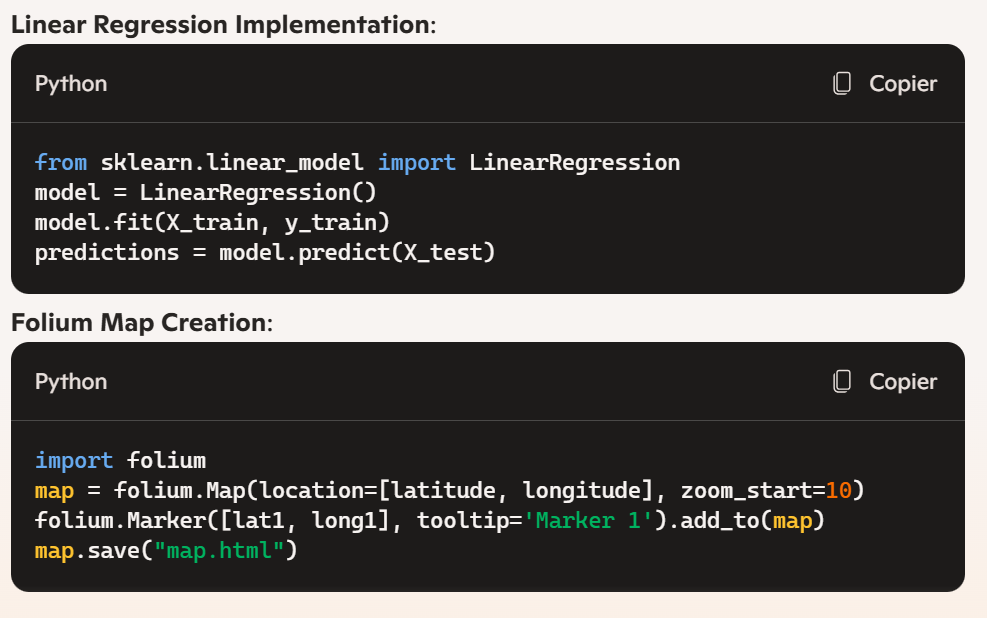 Linear Regression Implementation:
Python
Copier
from sklearn.linear_model import LinearRegression
model = LinearRegression()
model.fit(X_train, y_train)
predictions = model.predict(X_test)
Folium Map Creation:
Python
Copier
import folium
map = folium.Map(location=[latitude, longitude], zoom_start=10)
folium.Marker([lat1, long1], tooltip='Marker 1').add_to(map)
map.save("map.html")